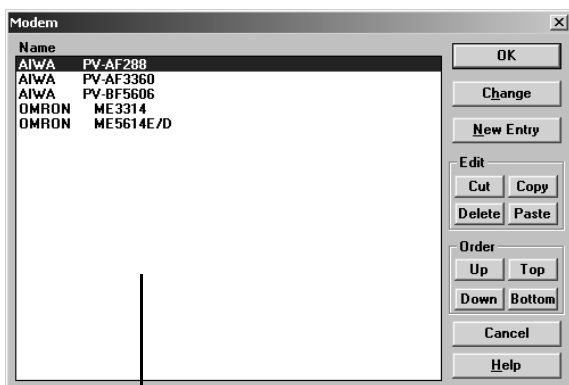 Modem
Name
AIWA PV-AF288
AIWA PV-AF3360
AIWA PV-BF5606
OMRON ME3314
OMRON ME5614E/D
OK
Change
New Entry
Edit
Cut Copy
Delete Paste
Order
Up Top
Down Bottom
Cancel
Help